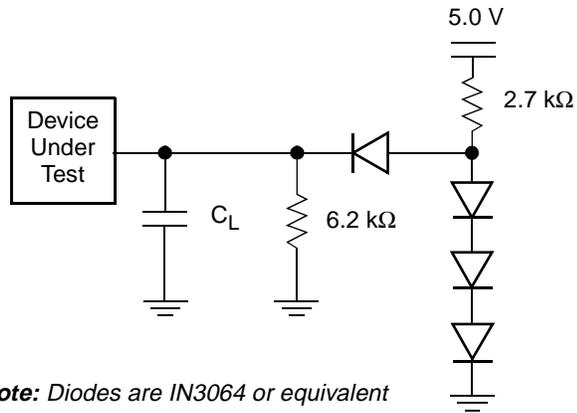 5.0 V
2.7 kΩ
Device
Under
Test
C_L
6.2 kΩ
ote: Diodes are IN3064 or equivalent